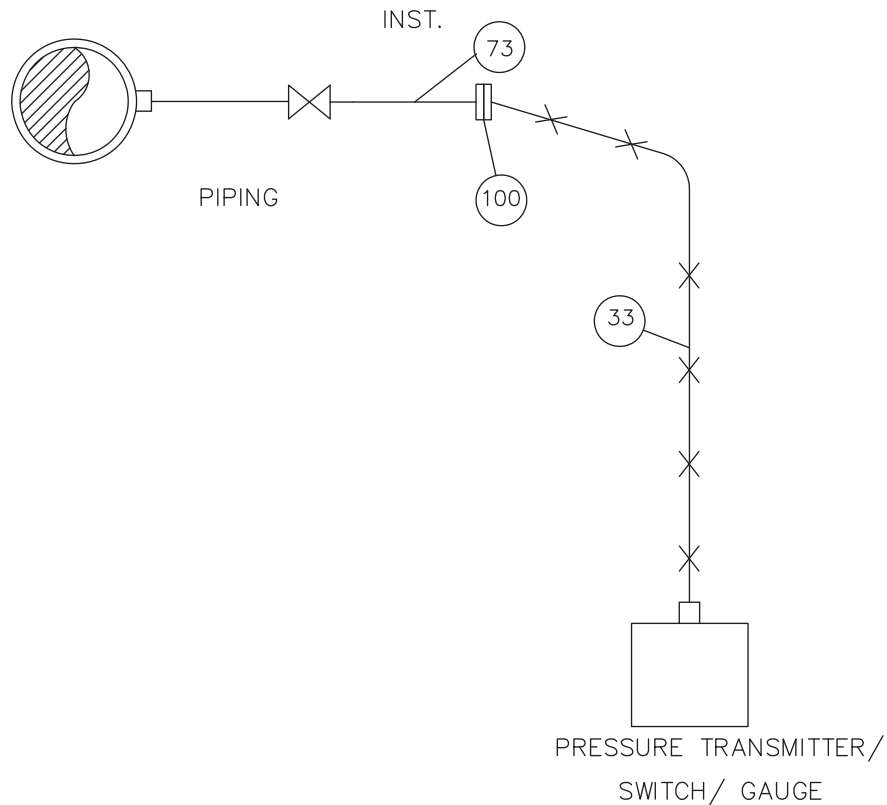 INST.
73
100
PIPING
33
PRESSURE TRANSMITTER/
SWITCH/ GAUGE